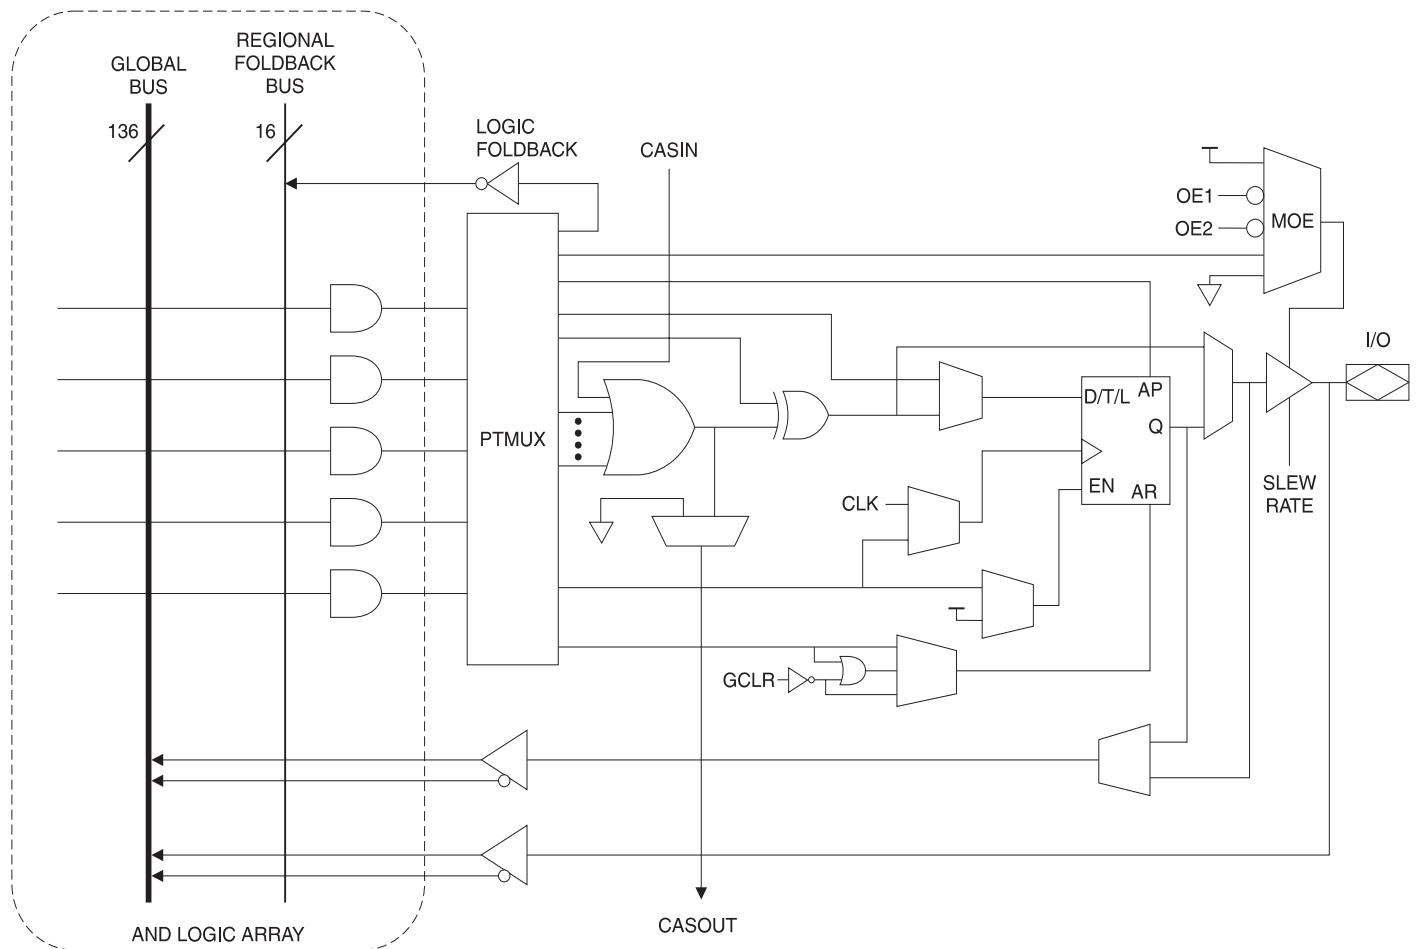 GLOBAL
BUS
REGIONAL
FOLDBACK
BUS
136
16
LOGIC
FOLDBACK
CASIN
OE1
OE2
MOE
I/O
PTMUX
D/T/L
AP
Q
EN
AR
SLEW
RATE
CLK
GCLR
CASOUT
AND LOGIC ARRAY